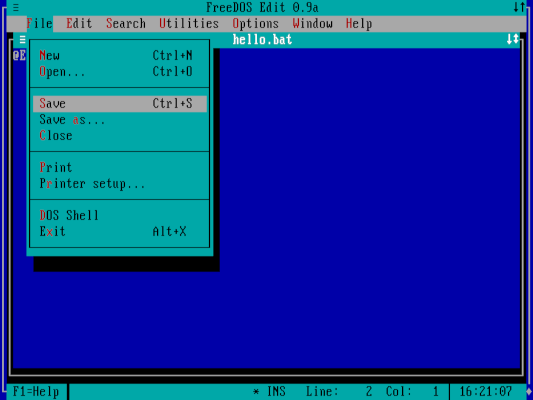 FreeDOS Edit 0.9a
File Edit Search Utilities Options Window Help
hello.bat
@E
New Ctrl+N
Open... Ctrl+O
Save Ctrl+S
Save as...
Close
Print
Printer setup...
DOS Shell
Exit Alt+X
F1=Help * INS Line: 2 Col: 1 16:21:07